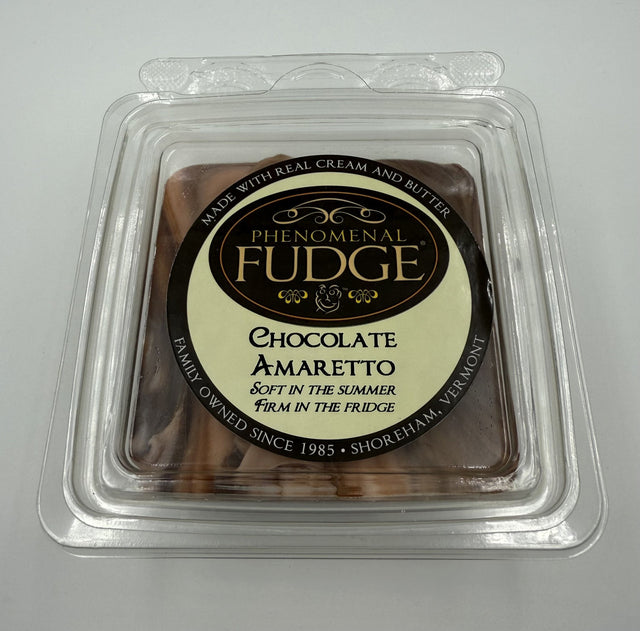 MADE WITH REAL CREAM AND BUTTER
PHENOMENAL
FUDGE®
CHOCOLATE
AMARETTO
SOFT IN THE SUMMER
FIRM IN THE FRIDGE
FAMILY OWNED SINCE 1985 • SHOREHAM, VERMONT